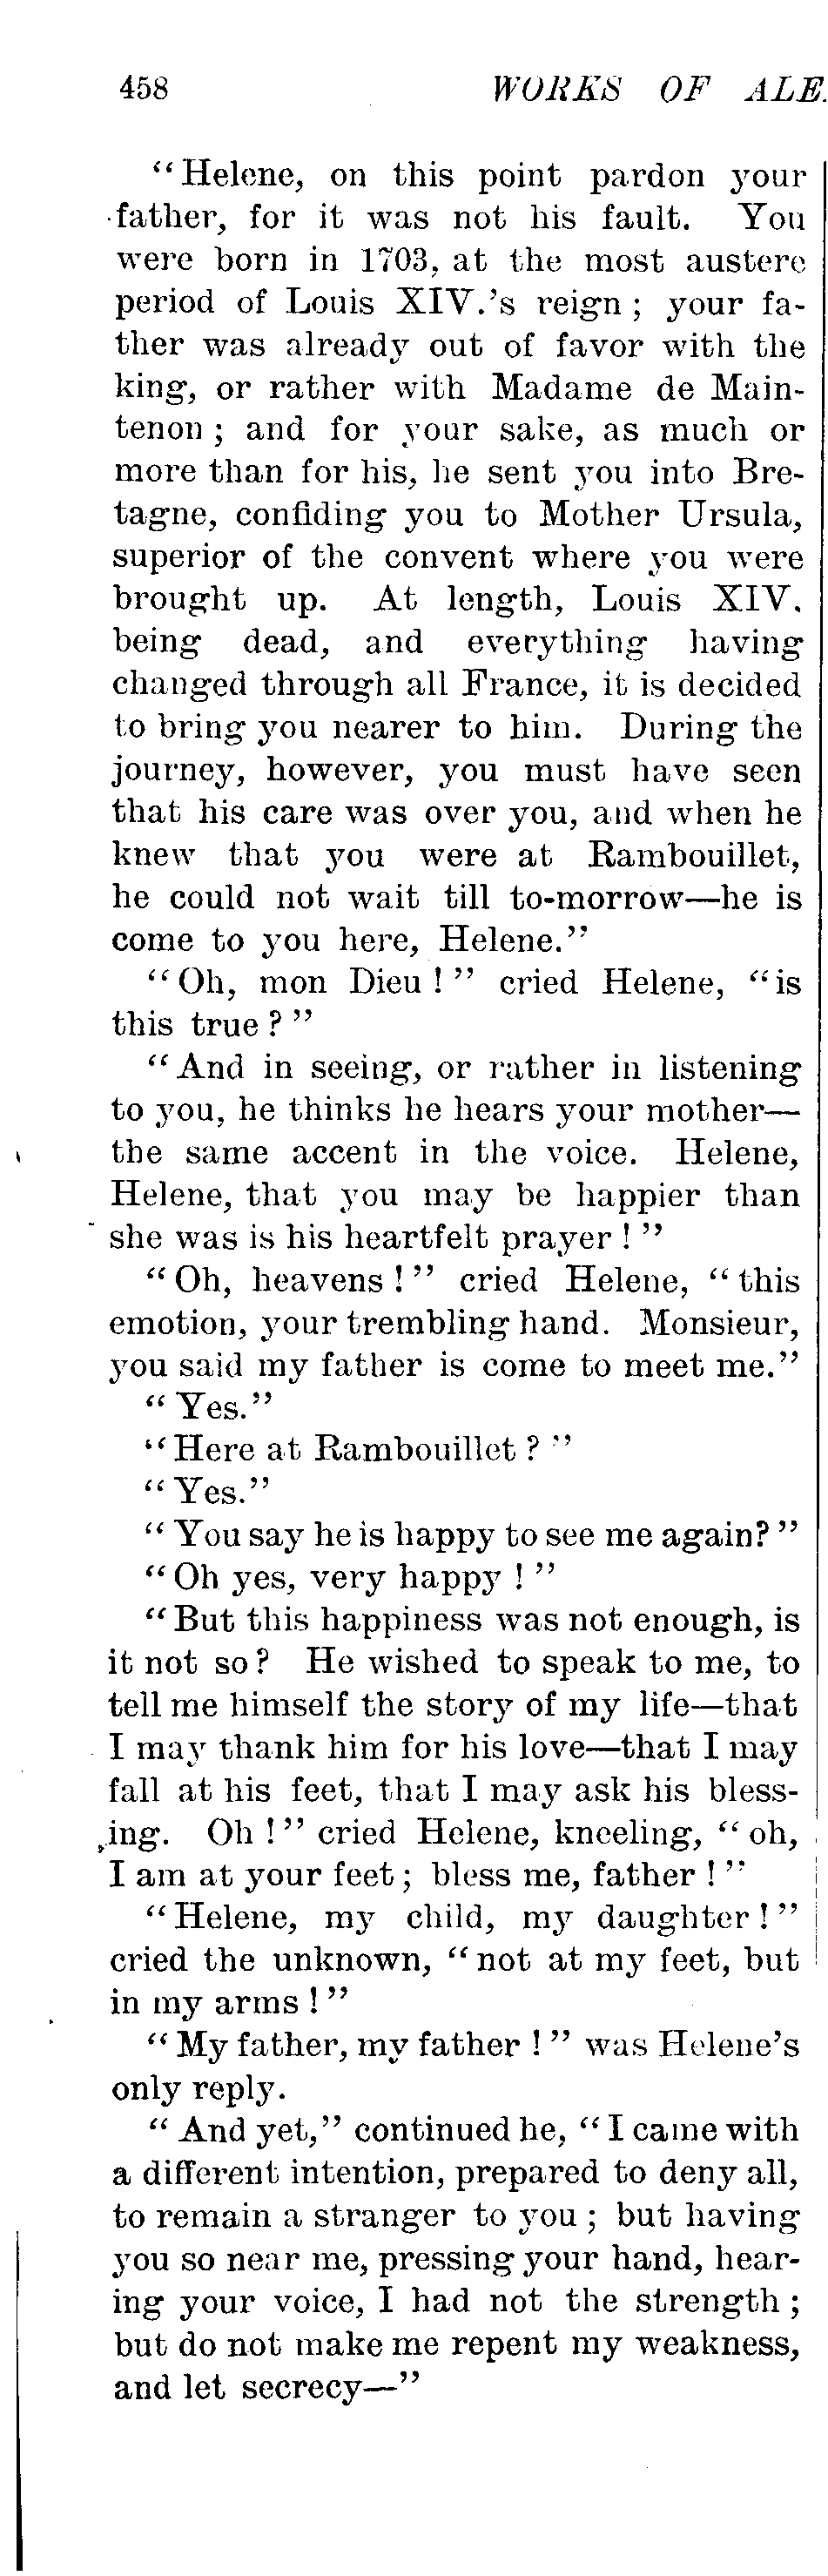 458 WORKS OF ALE
“Helene, on this point pardon your
father, for it was not his fault. You
were born in 1703, at the most austere
period of Louis XIV.’s reign; your fa-
ther was already out of favor with the
king, or rather with Madame de Main-
tenon; and for your sake, as much or
more than for his, he sent you into Bre-
tagne, confiding you to Mother Ursula,
superior of the convent where you were
brought up. At length, Louis XIV.
being dead, and everything having
changed through all France, it is decided
to bring you nearer to him. During the
journey, however, you must have seen
that his care was over you, and when he
knew that you were at Rambouillet,
he could not wait till to-morrow—he is
come to you here, Helene.”
“Oh, mon Dieu!” cried Helene, “is
this true?”
“And in seeing, or rather in listening
to you, he thinks he hears your mother—
the same accent in the voice. Helene,
Helene, that you may be happier than
she was is his heartfelt prayer!”
“Oh, heavens!” cried Helene, “this
emotion, your trembling hand. Monsieur,
you said my father is come to meet me.”
“Yes.”
“Here at Rambouillet?”
“Yes.”
“You say he is happy to see me again?”
“Oh yes, very happy!”
“But this happiness was not enough, is
it not so? He wished to speak to me, to
tell me himself the story of my life—that
I may thank him for his love—that I may
fall at his feet, that I may ask his bless-
ing. Oh!” cried Helene, kneeling, “oh,
I am at your feet; bless me, father!”
“Helene, my child, my daughter!”
cried the unknown, “not at my feet, but
in my arms!”
“My father, my father!” was Helene’s
only reply.
“And yet,” continued he, “I came with
a different intention, prepared to deny all,
to remain a stranger to you; but having
you so near me, pressing your hand, hear-
ing your voice, I had not the strength;
but do not make me repent my weakness,
and let secrecy—”